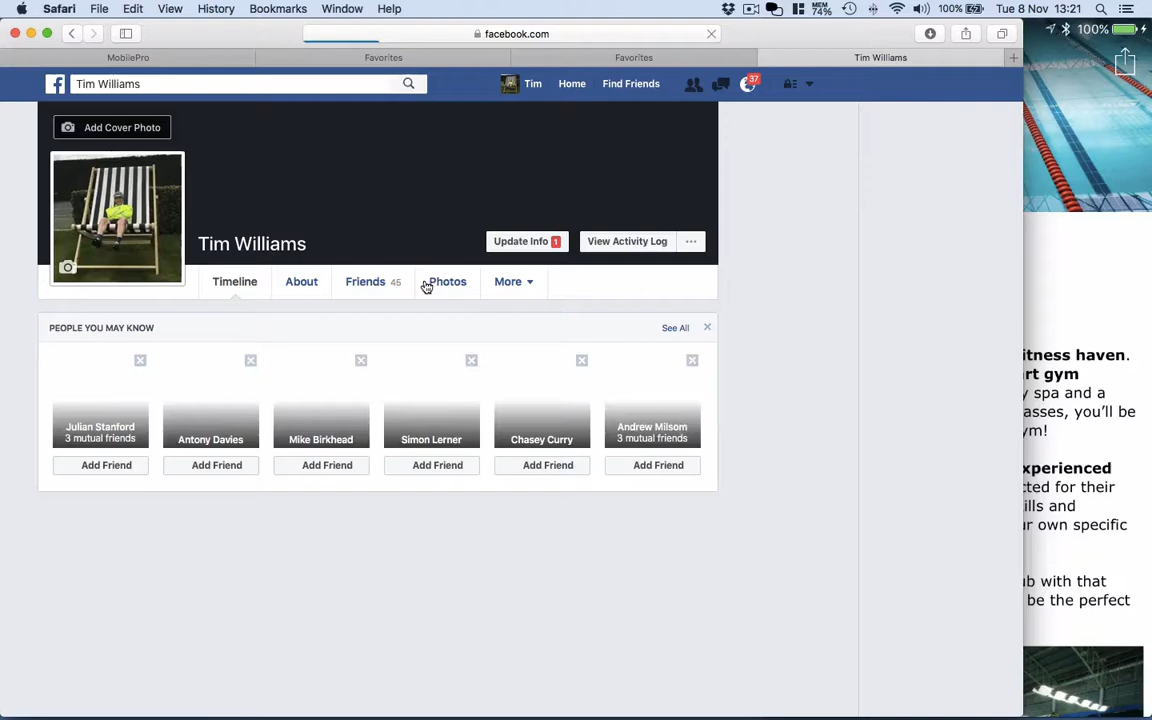 Safari File Edit View History Bookmarks Window Help
MEM 74% 100% Tue 8 Nov 13:21
facebook.com
MobilePro Favorites Favorites Tim Williams
100%
Tim Williams
Tim Home Find Friends 37
Add Cover Photo
Tim Williams
Update Info 1 View Activity Log
Timeline About Friends 45 Photos More
PEOPLE YOU MAY KNOW See All
Julian Stanford
3 mutual friends
Antony Davies
Mike Birkhead
Simon Lerner
Chasey Curry
Andrew Milsom
3 mutual friends
Add Friend Add Friend Add Friend Add Friend Add Friend Add Friend
itness haven.
rt gym
y spa and a
asses, you'll be
ym!
xperienced
cted for their
ills and
ur own specific
ub with that
be the perfect